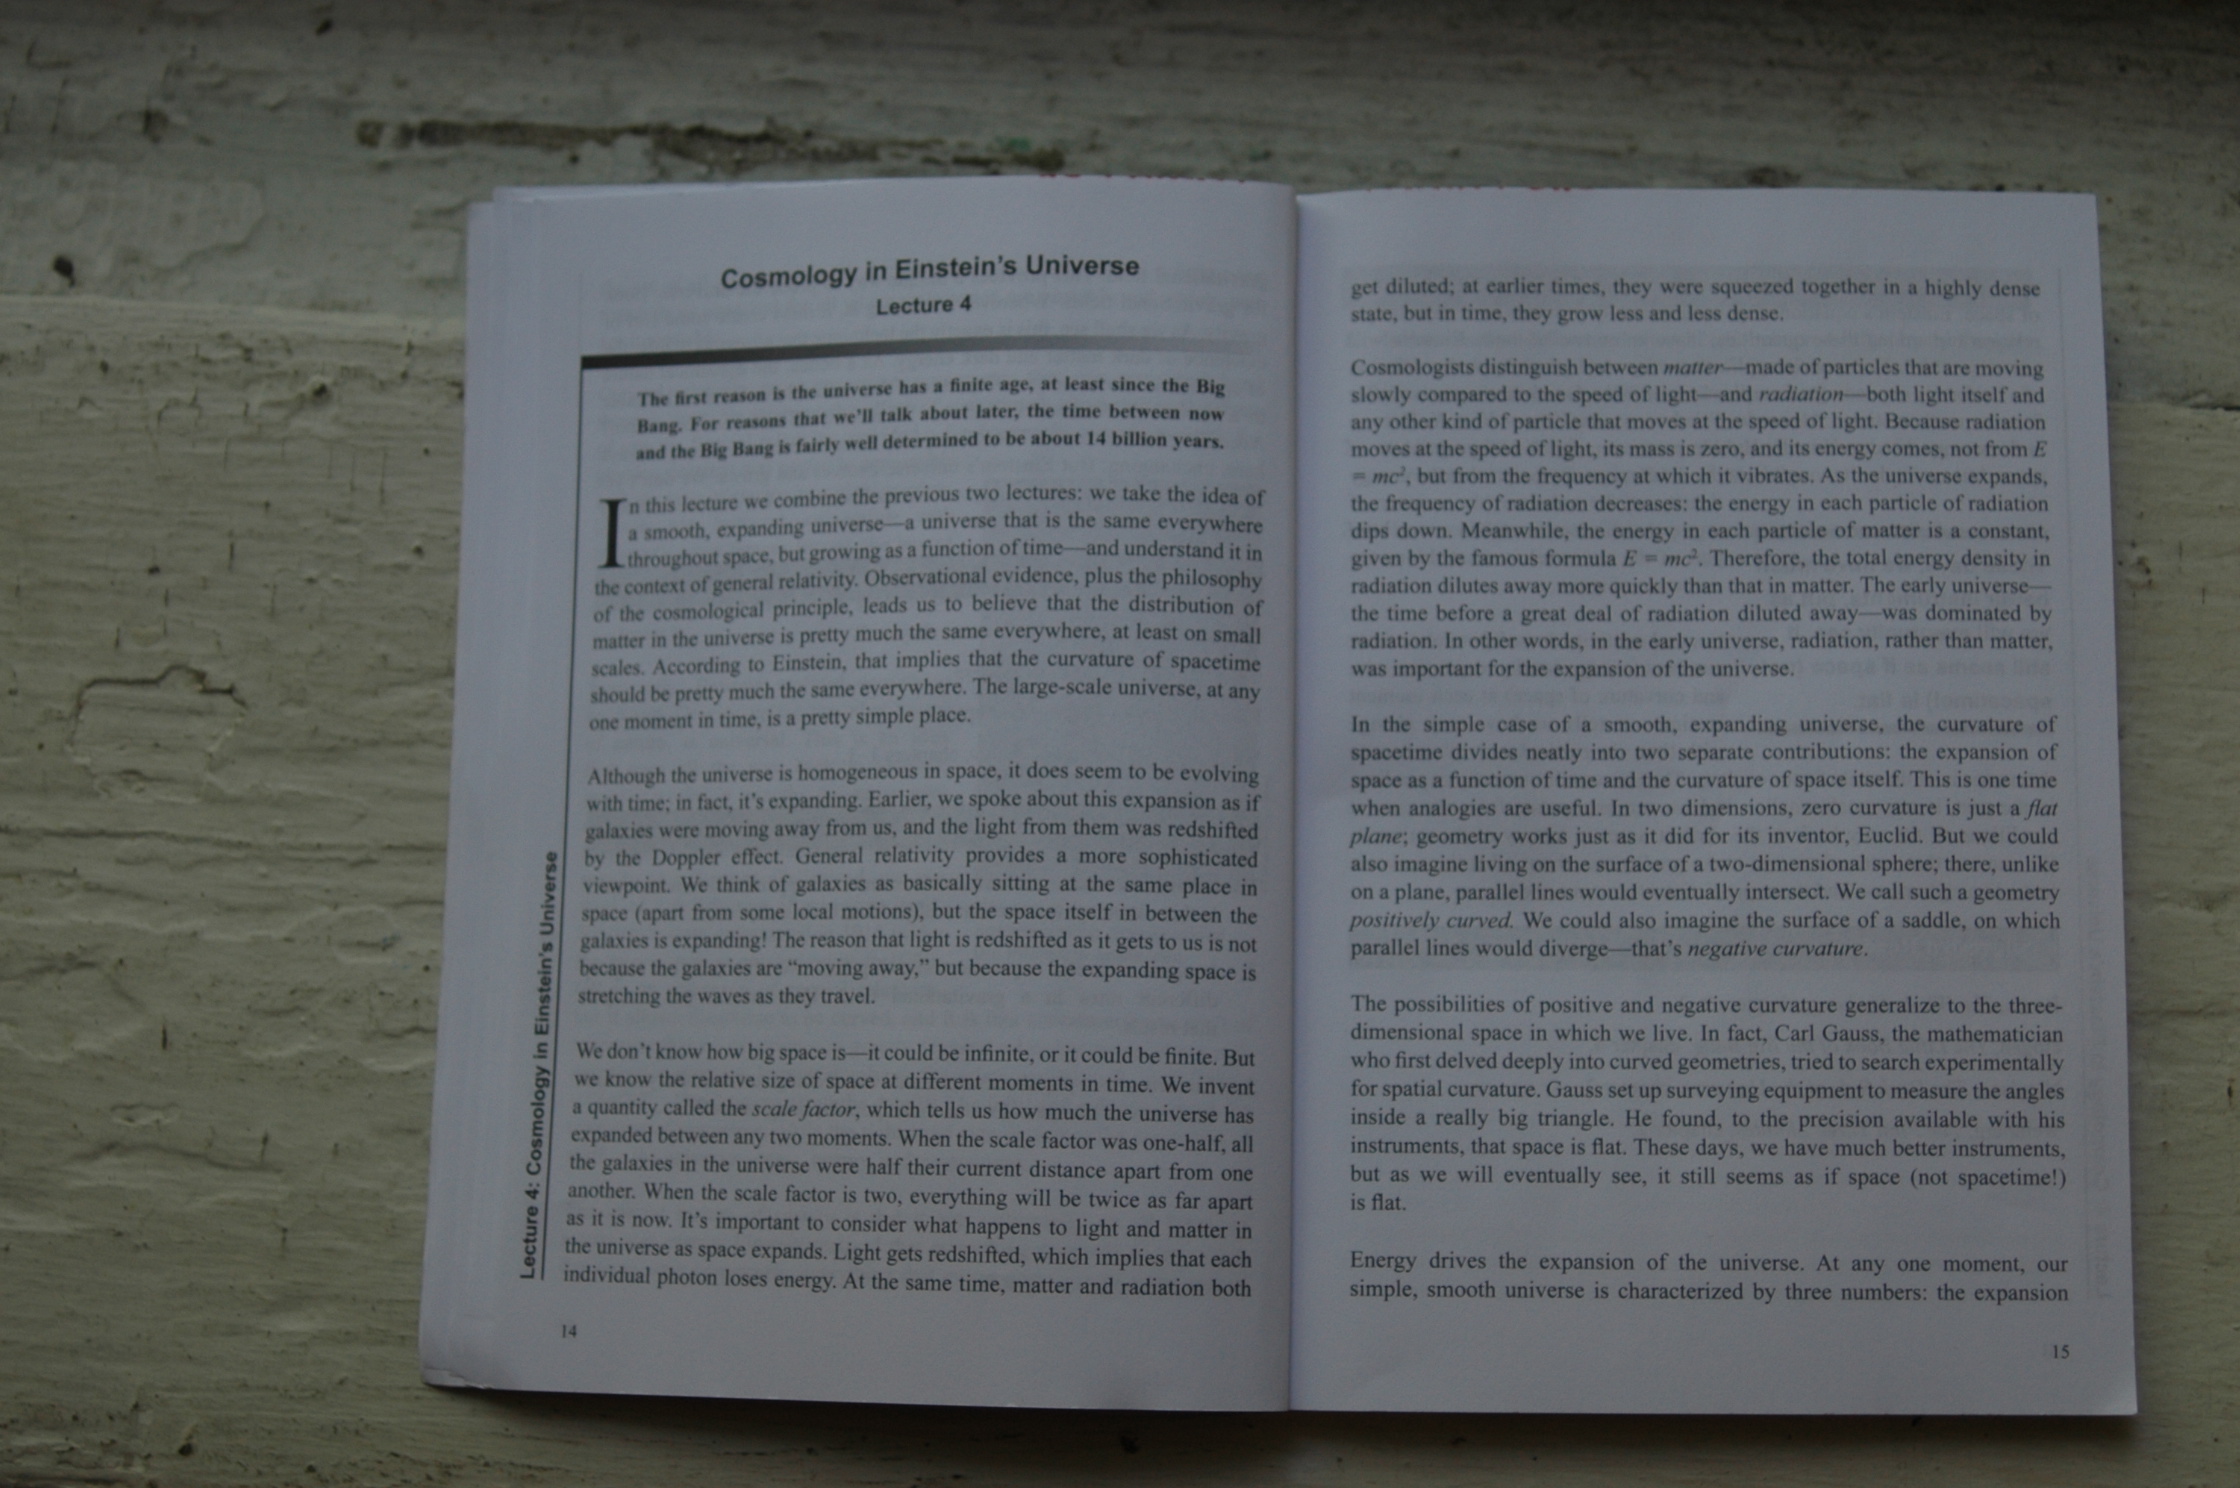 Cosmology in Einstein's Universe
Lecture 4
The first reason is the universe has a finite age, at least since the Big
Bang. For reasons that we'll talk about later, the time between now
and the Big Bang is fairly well determined to be about 14 billion years.
In this lecture we combine the previous two lectures: we take the idea of
a smooth, expanding universe—a universe that is the same everywhere
throughout space, but growing as a function of time—and understand it in
the context of general relativity. Observational evidence, plus the philosophy
of the cosmological principle, leads us to believe that the distribution of
matter in the universe is pretty much the same everywhere, at least on small
scales. According to Einstein, that implies that the curvature of spacetime
should be pretty much the same everywhere. The large-scale universe, at any
one moment in time, is a pretty simple place.
Although the universe is homogeneous in space, it does seem to be evolving
with time; in fact, it's expanding. Earlier, we spoke about this expansion as if
galaxies were moving away from us, and the light from them was redshifted
by the Doppler effect. General relativity provides a more sophisticated
viewpoint. We think of galaxies as basically sitting at the same place in
space (apart from some local motions), but the space itself in between the
galaxies is expanding! The reason that light is redshifted as it gets to us is not
because the galaxies are "moving away," but because the expanding space is
stretching the waves as they travel.
We don't know how big space is—it could be infinite, or it could be finite. But
we know the relative size of space at different moments in time. We invent
a quantity called the scale factor, which tells us how much the universe has
expanded between any two moments. When the scale factor was one-half, all
the galaxies in the universe were half their current distance apart from one
another. When the scale factor is two, everything will be twice as far apart
as it is now. It's important to consider what happens to light and matter in
the universe as space expands. Light gets redshifted, which implies that each
individual photon loses energy. At the same time, matter and radiation both
Lecture 4: Cosmology in Einstein's Universe
14
get diluted; at earlier times, they were squeezed together in a highly dense
state, but in time, they grow less and less dense.
Cosmologists distinguish between matter—made of particles that are moving
slowly compared to the speed of light—and radiation—both light itself and
any other kind of particle that moves at the speed of light. Because radiation
moves at the speed of light, its mass is zero, and its energy comes, not from E
= mc², but from the frequency at which it vibrates. As the universe expands,
the frequency of radiation decreases: the energy in each particle of radiation
dips down. Meanwhile, the energy in each particle of matter is a constant,
given by the famous formula E = mc². Therefore, the total energy density in
radiation dilutes away more quickly than that in matter. The early universe—
the time before a great deal of radiation diluted away—was dominated by
radiation. In other words, in the early universe, radiation, rather than matter,
was important for the expansion of the universe.
In the simple case of a smooth, expanding universe, the curvature of
spacetime divides neatly into two separate contributions: the expansion of
space as a function of time and the curvature of space itself. This is one time
when analogies are useful. In two dimensions, zero curvature is just a flat
plane; geometry works just as it did for its inventor, Euclid. But we could
also imagine living on the surface of a two-dimensional sphere; there, unlike
on a plane, parallel lines would eventually intersect. We call such a geometry
positively curved. We could also imagine the surface of a saddle, on which
parallel lines would diverge—that's negative curvature.
The possibilities of positive and negative curvature generalize to the three-
dimensional space in which we live. In fact, Carl Gauss, the mathematician
who first delved deeply into curved geometries, tried to search experimentally
for spatial curvature. Gauss set up surveying equipment to measure the angles
inside a really big triangle. He found, to the precision available with his
instruments, that space is flat. These days, we have much better instruments,
but as we will eventually see, it still seems as if space (not spacetime!)
is flat.
Energy drives the expansion of the universe. At any one moment, our
simple, smooth universe is characterized by three numbers: the expansion
15